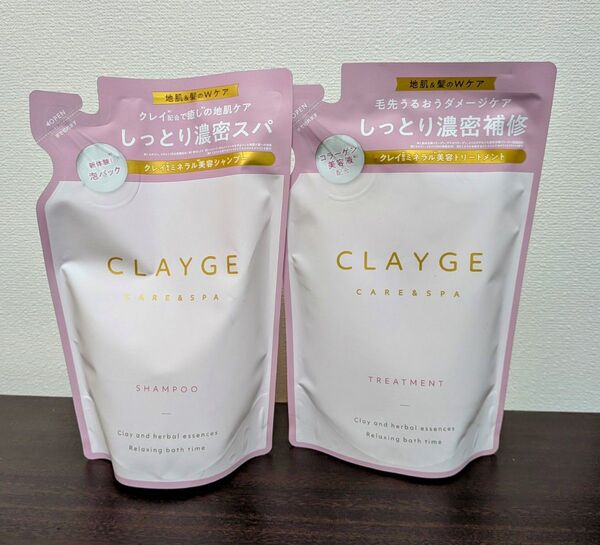 OPEN
地肌&髪のWケア
クレイ配合で癒しの地肌ケア
しっとり濃密スパ
新体験!
泡パック
クレイ配合ミネラル美容シャンプー
CLAYGE
CARE&SPA
SHAMPOO
Clay and herbal essences
Relaxing bath time
OPEN
地肌&髪のWケア
毛先うるおうダメージケア
しっとり濃密補修
コラーゲン
美容液
配合
クレイ配合ミネラル美容トリートメント
CLAYGE
CARE&SPA
TREATMENT
Clay and herbal essences
Relaxing bath time